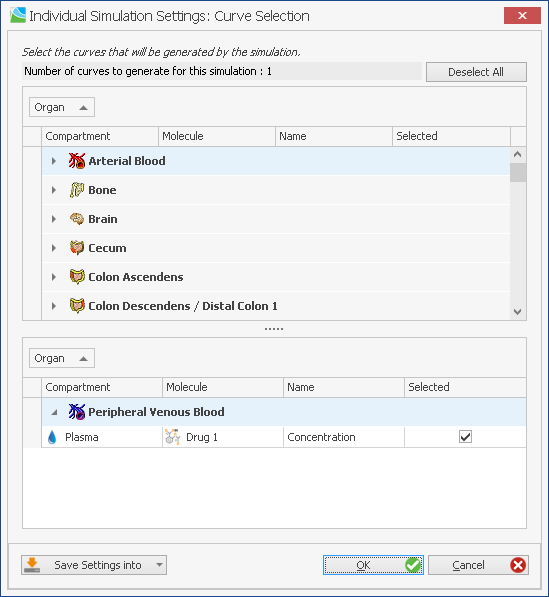 Individual Simulation Settings: Curve Selection
Select the curves that will be generated by the simulation.
Number of curves to generate for this simulation : 1
Deselect All
Organ
Compartment Molecule Name Selected
Arterial Blood
Bone
Brain
Cecum
Colon Ascendens
Colon Descendens / Distal Colon 1
Organ
Compartment Molecule Name Selected
Peripheral Venous Blood
Plasma Drug 1 Concentration
Save Settings into OK Cancel